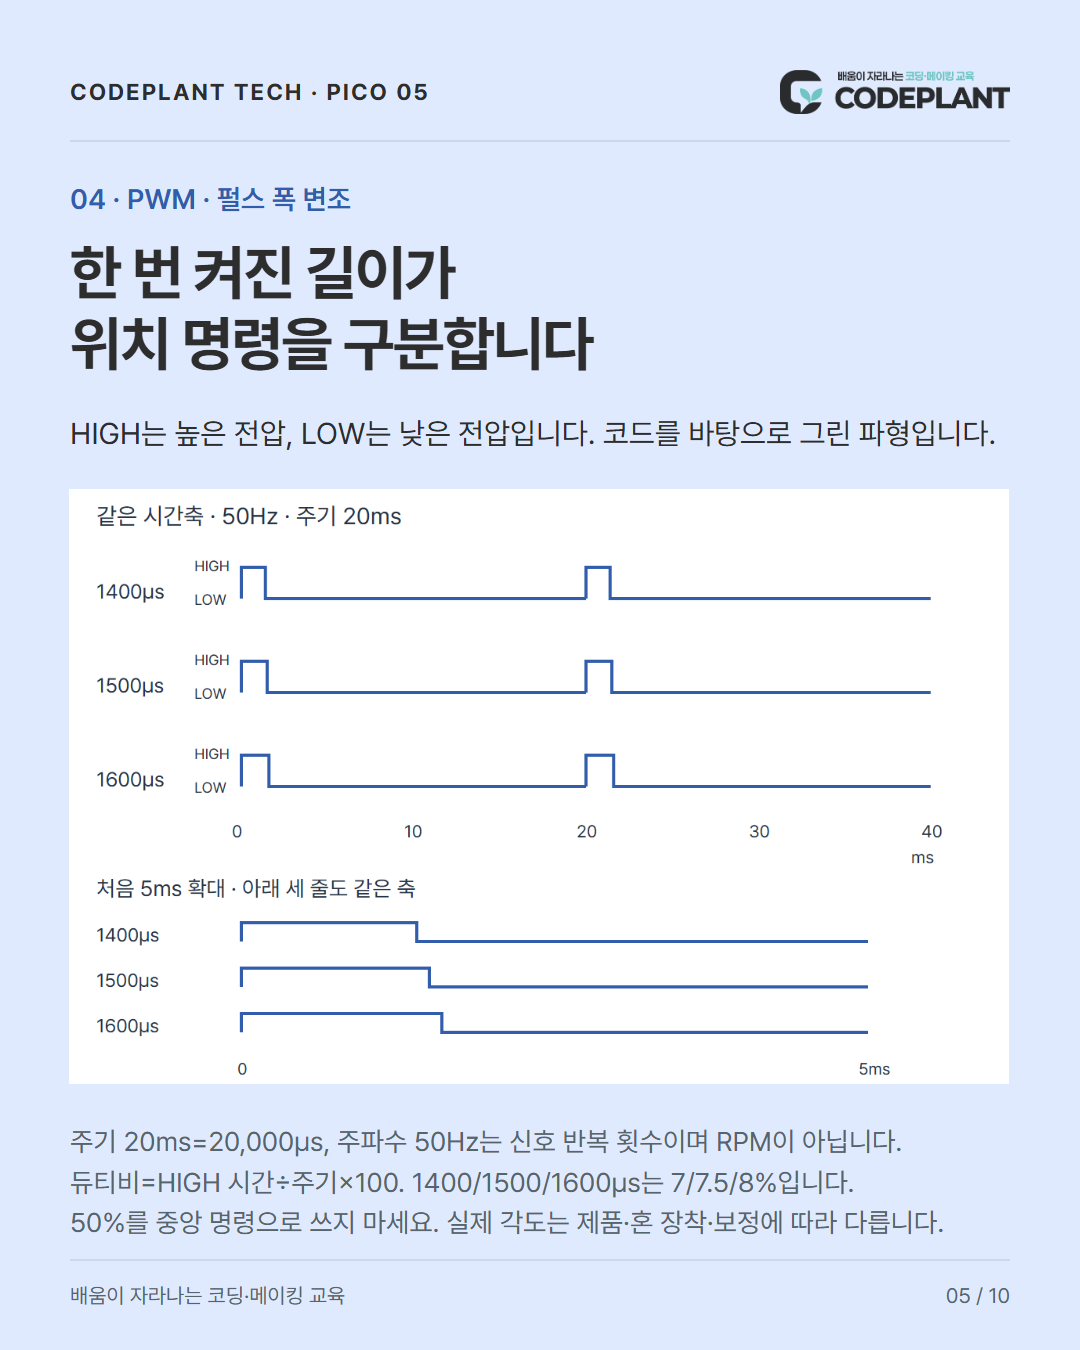 CODEPLANT TECH · PICO 05
배움이 자라나는 코딩·메이킹 교육
CODEPLANT
04 · PWM · 펄스 폭 변조
한 번 켜진 길이가
위치 명령을 구분합니다
HIGH는 높은 전압, LOW는 낮은 전압입니다. 코드를 바탕으로 그린 파형입니다.
같은 시간축 · 50Hz · 주기 20ms
HIGH
1400µs
LOW
HIGH
1500µs
LOW
HIGH
1600µs
LOW
0 10 20 30 40
ms
처음 5ms 확대 · 아래 세 줄도 같은 축
1400µs
1500µs
1600µs
0 5ms
주기 20ms=20,000µs, 주파수 50Hz는 신호 반복 횟수이며 RPM이 아닙니다.
듀티비=HIGH 시간÷주기×100. 1400/1500/1600µs는 7/7.5/8%입니다.
50%를 중앙 명령으로 쓰지 마세요. 실제 각도는 제품·혼 장착·보정에 따라 다릅니다.
배움이 자라나는 코딩·메이킹 교육
05 / 10